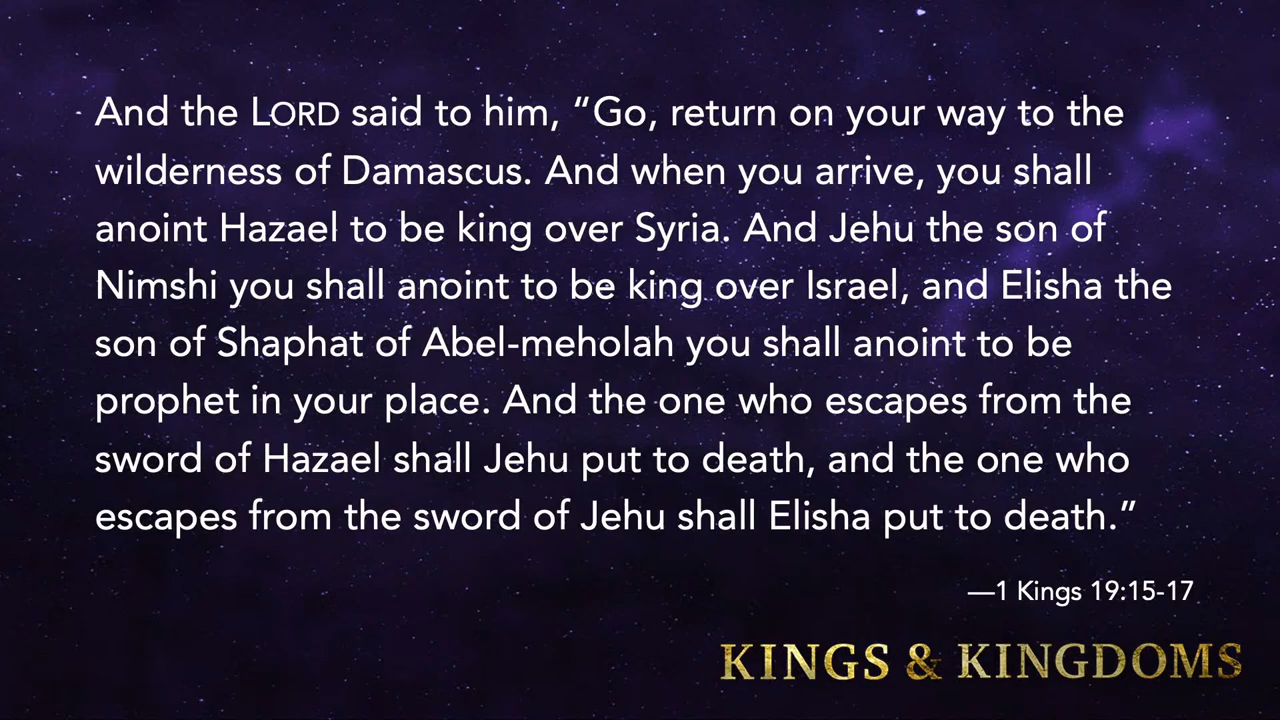 And the LORD said to him, “Go, return on your way to the
wilderness of Damascus. And when you arrive, you shall
anoint Hazael to be king over Syria. And Jehu the son of
Nimshi you shall anoint to be king over Israel, and Elisha the
son of Shaphat of Abel-meholah you shall anoint to be
prophet in your place. And the one who escapes from the
sword of Hazael shall Jehu put to death, and the one who
escapes from the sword of Jehu shall Elisha put to death.”
—1 Kings 19:15-17
KINGS & KINGDOMS